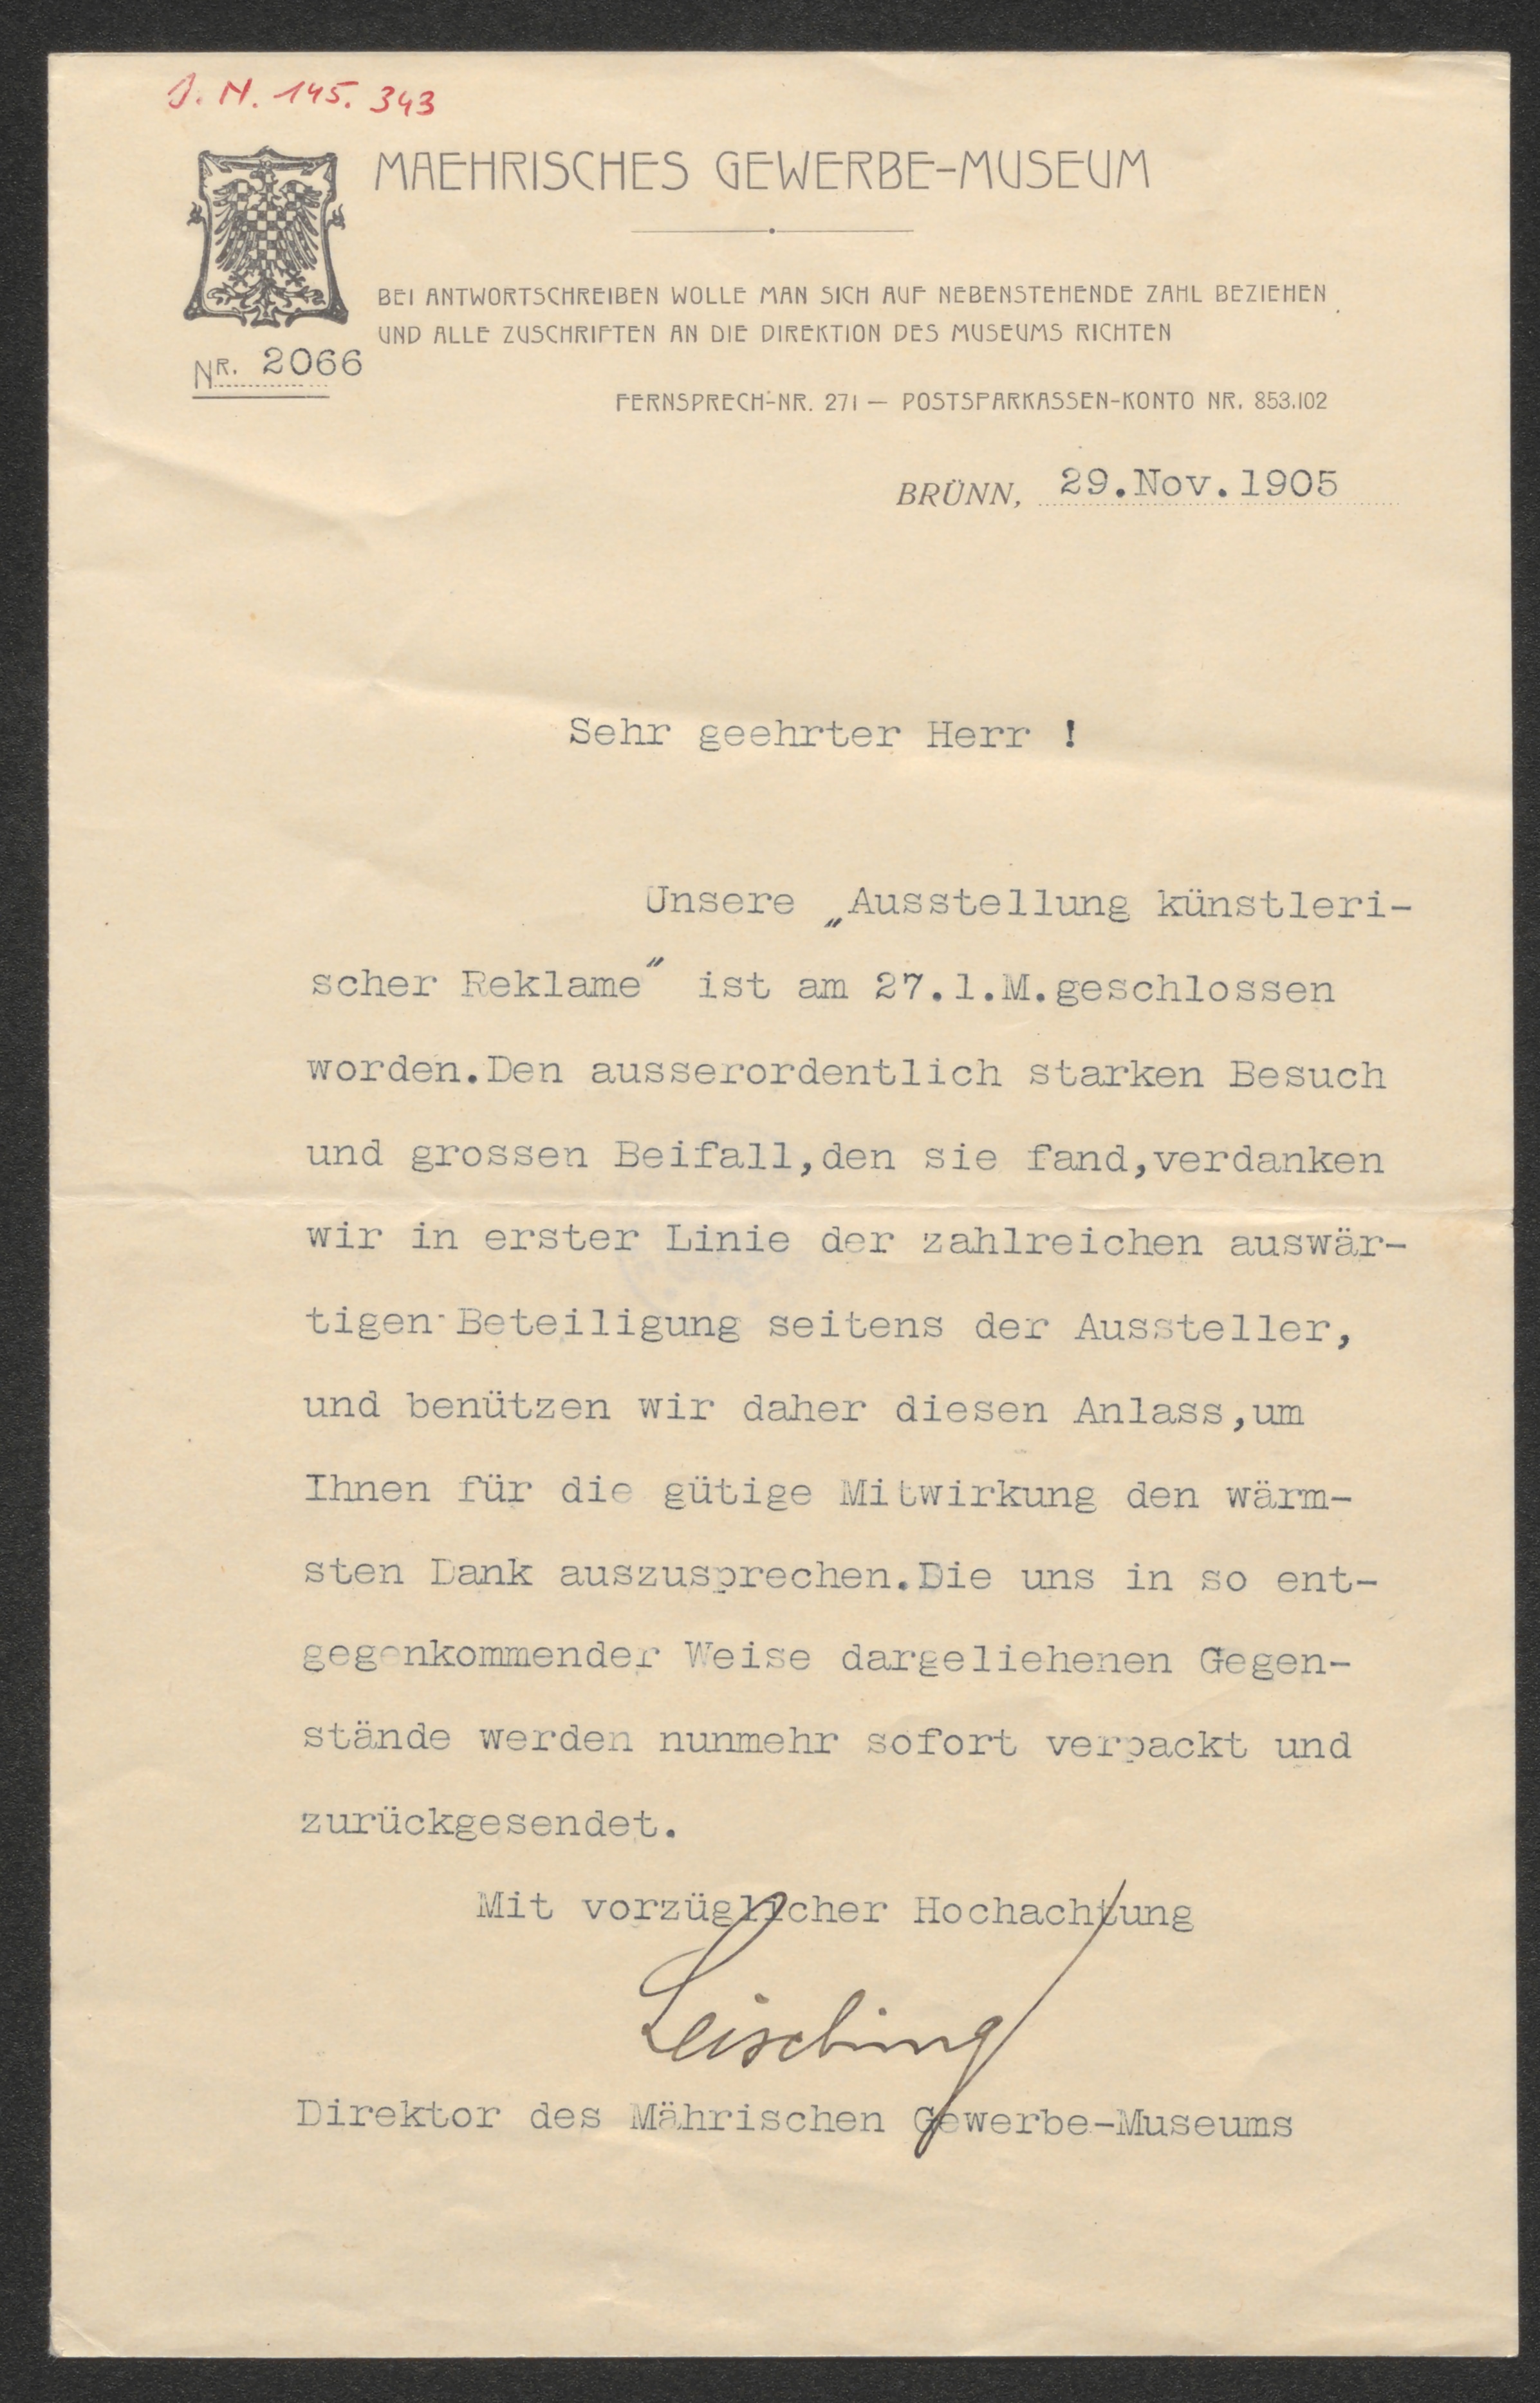 J. N. 145. 343
MAEHRISCHES GEWERBE-MUSEUM
BEI ANTWORTSCHREIBEN WOLLE MAN SICH AUF NEBENSTEHENDE ZAHL BEZIEHEN
UND ALLE ZUSCHRIFTEN AN DIE DIREKTION DES MUSEUMS RICHTEN
NR. 2066
FERNSPRECH-NR. 271 — POSTSPARKASSEN-KONTO NR. 853.102
BRÜNN, 29.Nov.1905
Sehr geehrter Herr !
Unsere „Ausstellung künstleri-
scher Reklame" ist am 27.l.M.geschlossen
worden.Den ausserordentlich starken Besuch
und grossen Beifall,den sie fand,verdanken
wir in erster Linie der zahlreichen auswär-
tigen Beteiligung seitens der Aussteller,
und benützen wir daher diesen Anlass,um
Ihnen für die gütige Mitwirkung den wärm-
sten Dank auszusprechen.Die uns in so ent-
gegenkommender Weise dargeliehenen Gegen-
stände werden nunmehr sofort verpackt und
zurückgesendet.
Mit vorzüglicher Hochachtung
Leisching
Direktor des Mährischen Gewerbe-Museums